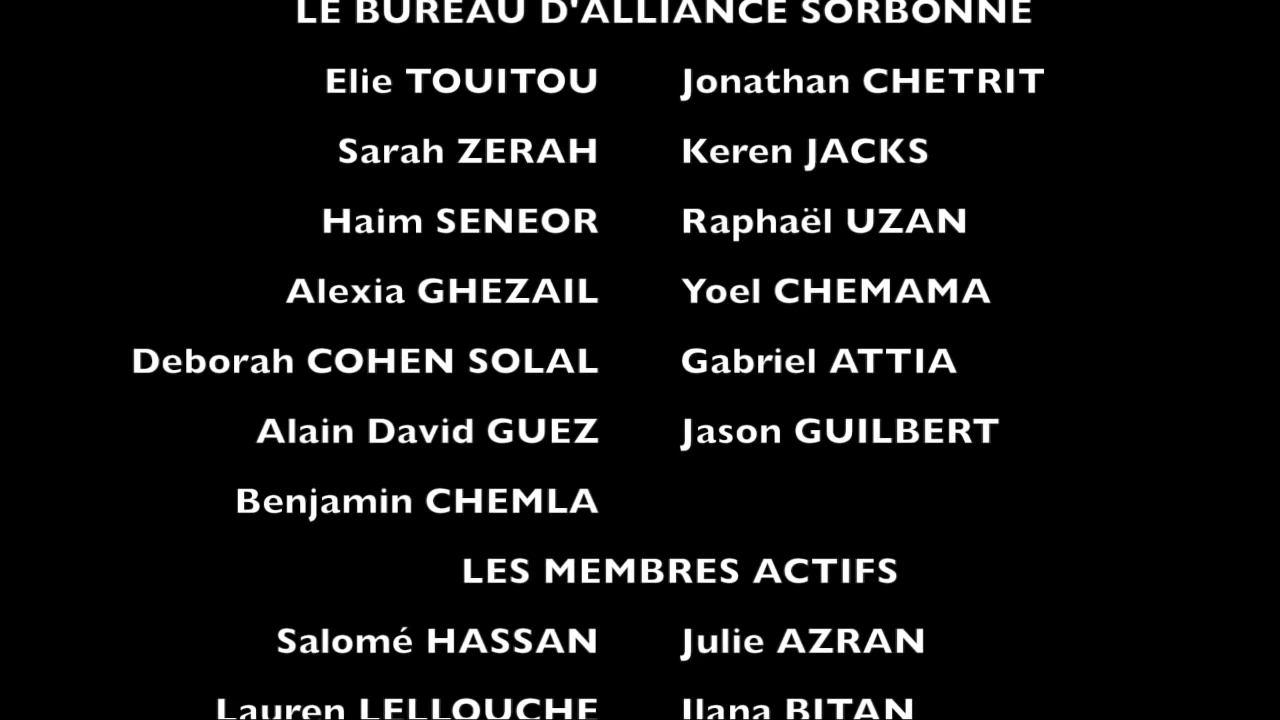 LE BUREAU D'ALLIANCE SORBONNE
Elie TOUITOU Jonathan CHETRIT
Sarah ZERAH Keren JACKS
Haim SENEOR Raphaël UZAN
Alexia GHEZAIL Yoel CHEMAMA
Deborah COHEN SOLAL Gabriel ATTIA
Alain David GUEZ Jason GUILBERT
Benjamin CHEMLA
LES MEMBRES ACTIFS
Salomé HASSAN Julie AZRAN
Lauren LELLOUCHE Ilana BITAN